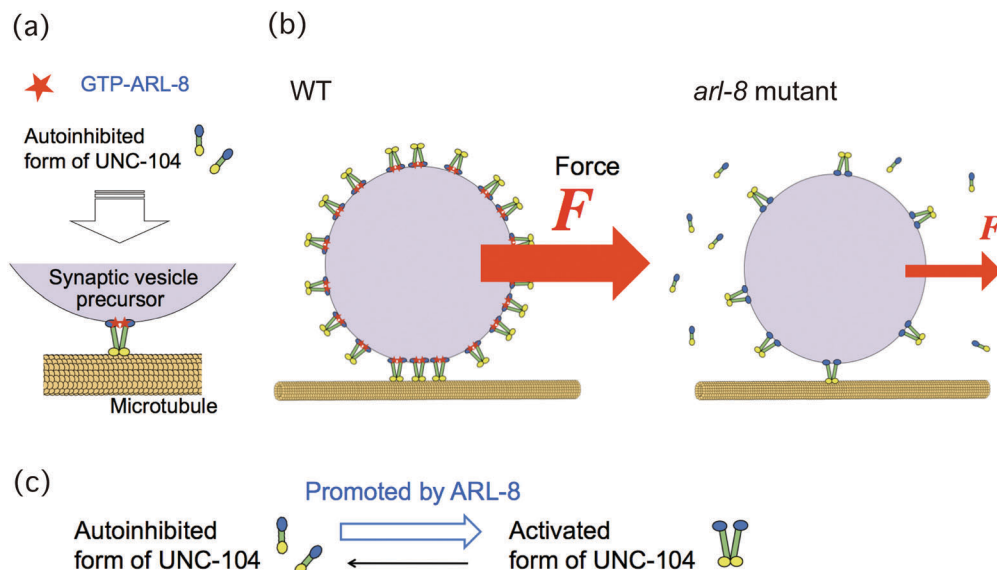 (a)
GTP-ARL-8
Autoinhibited
form of UNC-104
Synaptic vesicle
precursor
Microtubule
(b)
WT
Force
F
arl-8 mutant
F
(c)
Promoted by ARL-8
Autoinhibited
form of UNC-104
Activated
form of UNC-104